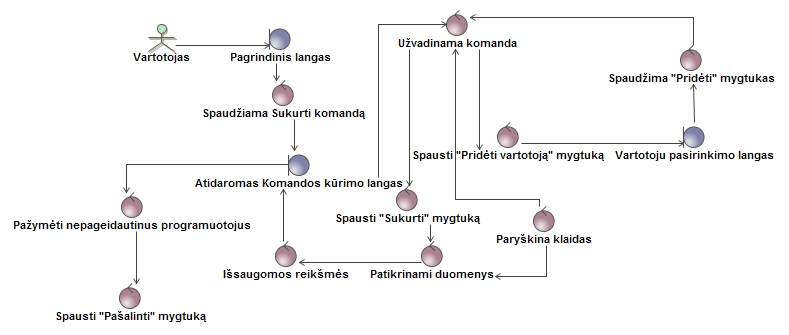 Užvadinama komanda
Vartotojas
Pagrindinis langas
Spaudžima "Pridėti" mygtukas
Spaudžiama Sukurti komandą
Spausti "Pridėti vartotoją" mygtuką
Vartotoju pasirinkimo langas
Atidaromas Komandos kūrimo langas
Pažymėti nepageidautinus programuotojus
Spausti "Sukurti" mygtuką
Paryškina klaidas
Išsaugomos reikšmės
Patikrinami duomenys
Spausti "Pašalinti" mygtuką